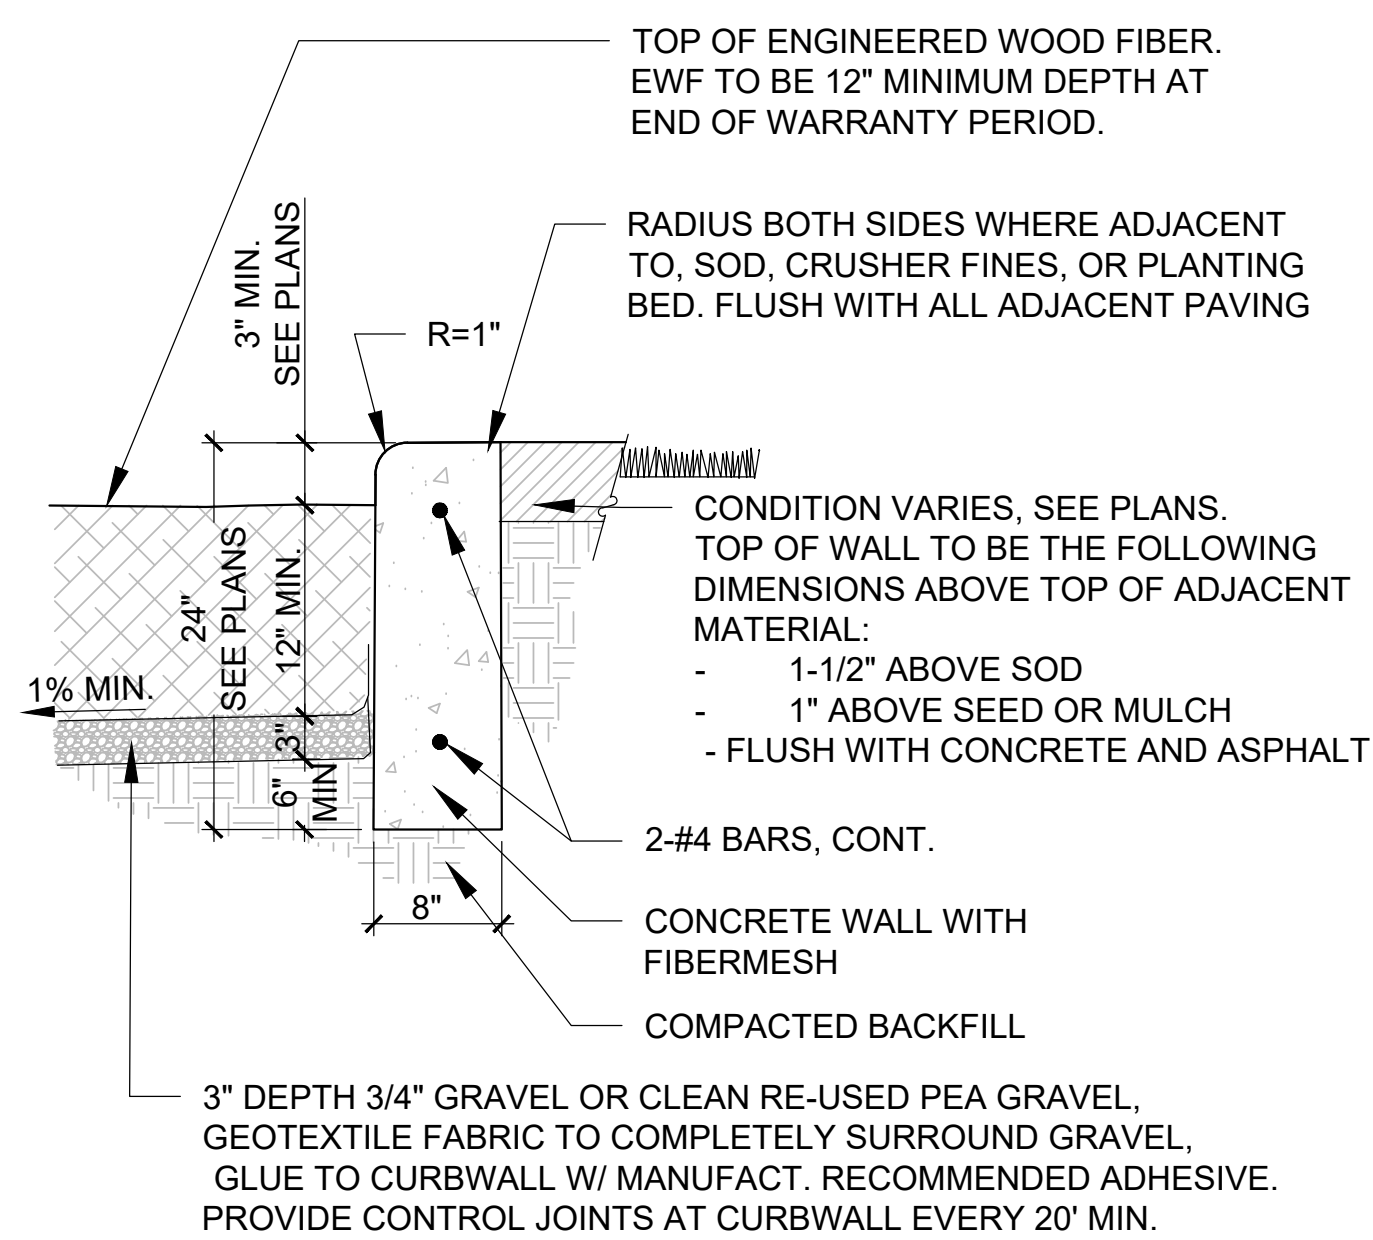 TOP OF ENGINEERED WOOD FIBER.
EWF TO BE 12" MINIMUM DEPTH AT
END OF WARRANTY PERIOD.
RADIUS BOTH SIDES WHERE ADJACENT
TO, SOD, CRUSHER FINES, OR PLANTING
BED. FLUSH WITH ALL ADJACENT PAVING
3" MIN.
SEE PLANS
R=1"
CONDITION VARIES, SEE PLANS.
TOP OF WALL TO BE THE FOLLOWING
DIMENSIONS ABOVE TOP OF ADJACENT
MATERIAL:
- 1-1/2" ABOVE SOD
- 1" ABOVE SEED OR MULCH
- FLUSH WITH CONCRETE AND ASPHALT
24"
SEE PLANS
12" MIN.
1% MIN.
3"
6"
MIN
8"
2-#4 BARS, CONT.
CONCRETE WALL WITH
FIBERMESH
COMPACTED BACKFILL
3" DEPTH 3/4" GRAVEL OR CLEAN RE-USED PEA GRAVEL,
GEOTEXTILE FABRIC TO COMPLETELY SURROUND GRAVEL,
GLUE TO CURBWALL W/ MANUFACT. RECOMMENDED ADHESIVE.
PROVIDE CONTROL JOINTS AT CURBWALL EVERY 20' MIN.